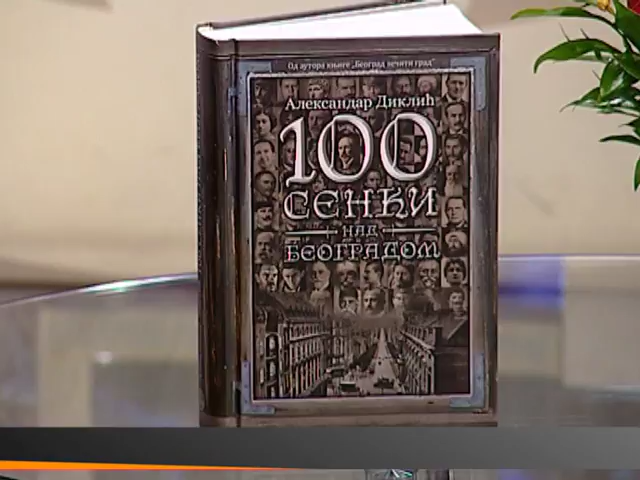 Од аутора књиге „Београд вечити град"
Александар Диклић
100
СЕНКИ
НАД
БЕОГРАДОМ